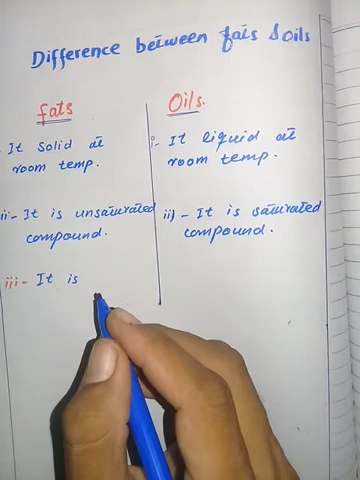 Difference between fats & oils
fats
i- It solid at
room temp.
ii- It is unsaturated
compound.
iii- It is
Oils.
i- It liquid at
room temp.
ii)- It is saturated
compound.